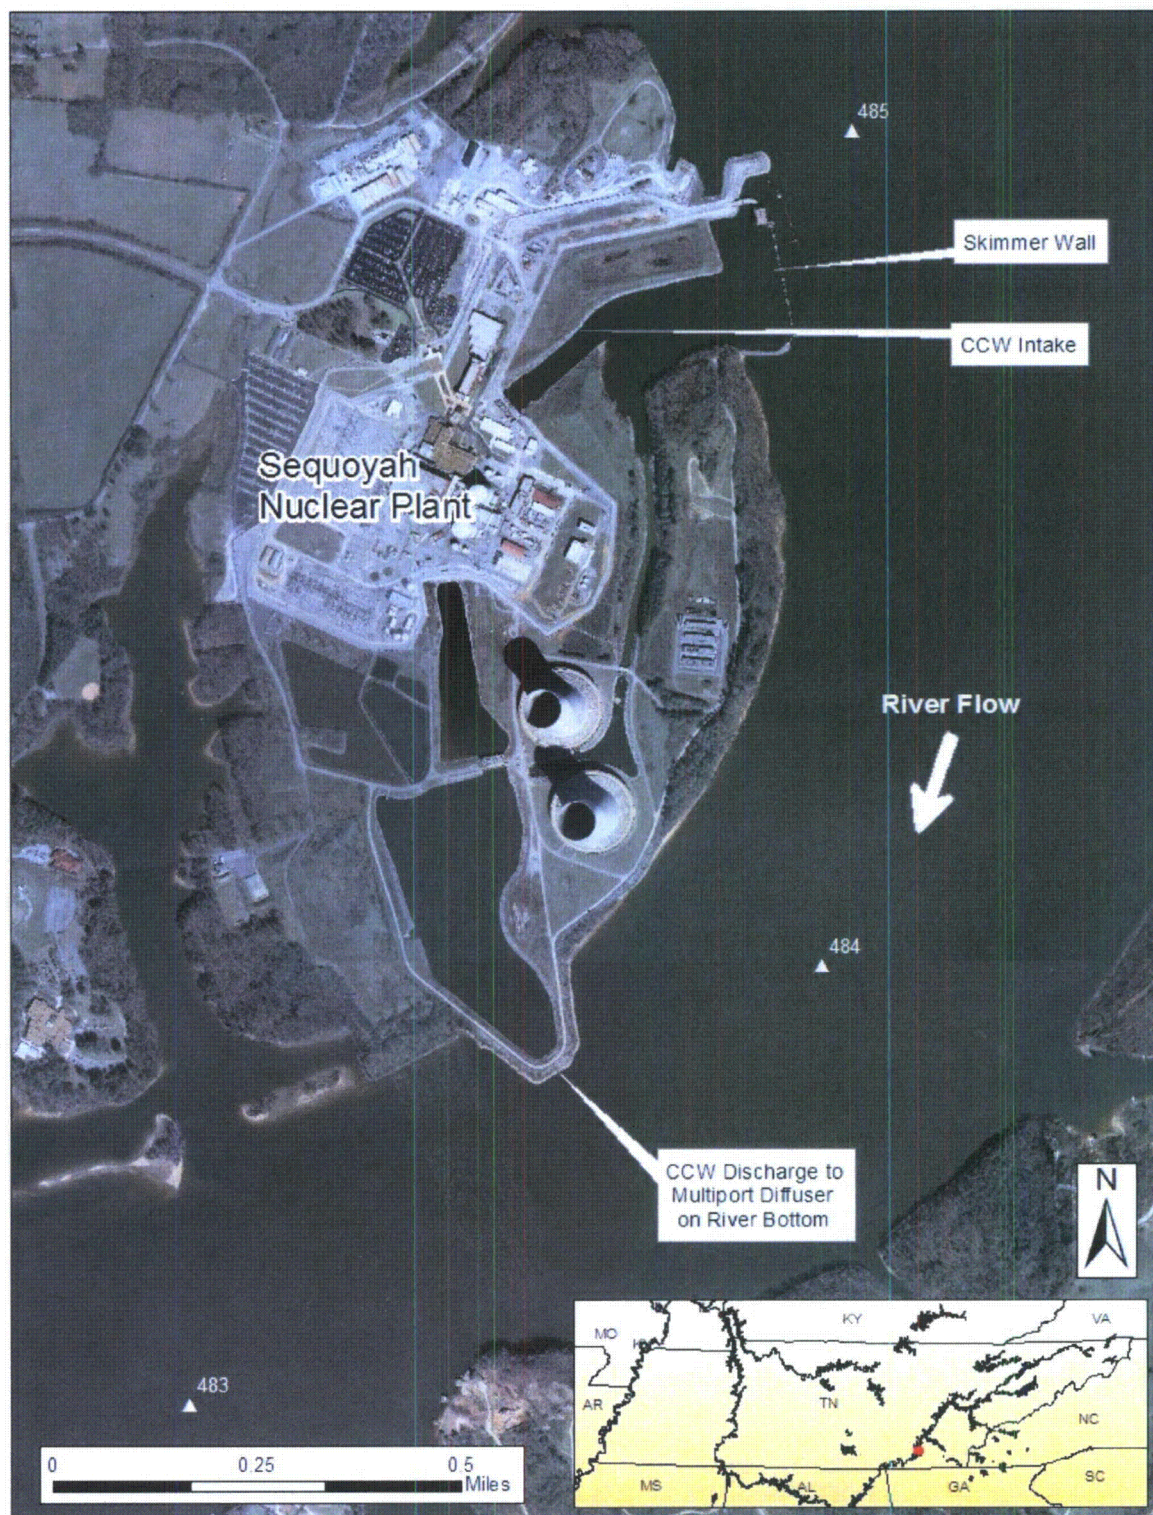 485
Skimmer Wall
CCW Intake
Sequoyah
Nuclear Plant
River Flow
484
CCW Discharge to
Multiport Diffuser
on River Bottom
N
483
0 0.25 0.5
Miles
MO
KY
VA
AR
TN
NC
MS
AL
GA
SC